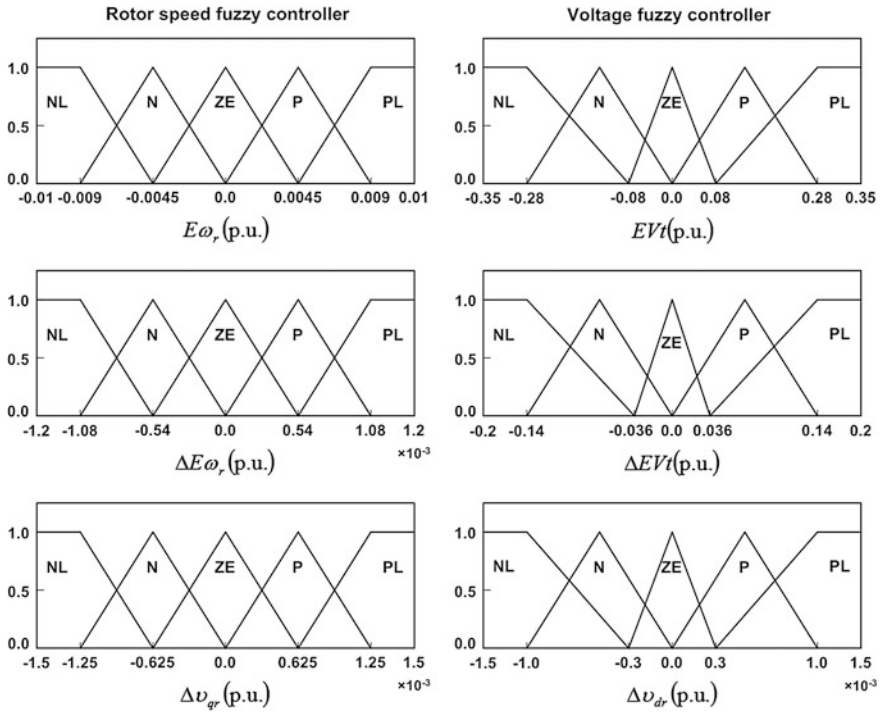 Rotor speed fuzzy controller
1.0
0.5
0.0
NL N ZE P PL
-0.01 -0.009 -0.0045 0.0 0.0045 0.009 0.01
Eωr(p.u.)
1.0
0.5
0.0
NL N ZE P PL
-1.2 -1.08 -0.54 0.0 0.54 1.08 1.2
×10-3
ΔEωr(p.u.)
1.0
0.5
0.0
NL N ZE P PL
-1.5 -1.25 -0.625 0.0 0.625 1.25 1.5
×10-3
Δυqr(p.u.)
Voltage fuzzy controller
1.0
0.5
0.0
NL N ZE P PL
-0.35 -0.28 -0.08 0.0 0.08 0.28 0.35
EVt(p.u.)
1.0
0.5
0.0
NL N ZE P PL
-0.2 -0.14 -0.036 0.0 0.036 0.14 0.2
ΔEVt(p.u.)
1.0
0.5
0.0
NL N ZE P PL
-1.5 -1.0 -0.3 0.0 0.3 1.0 1.5
×10-3
Δυdr(p.u.)